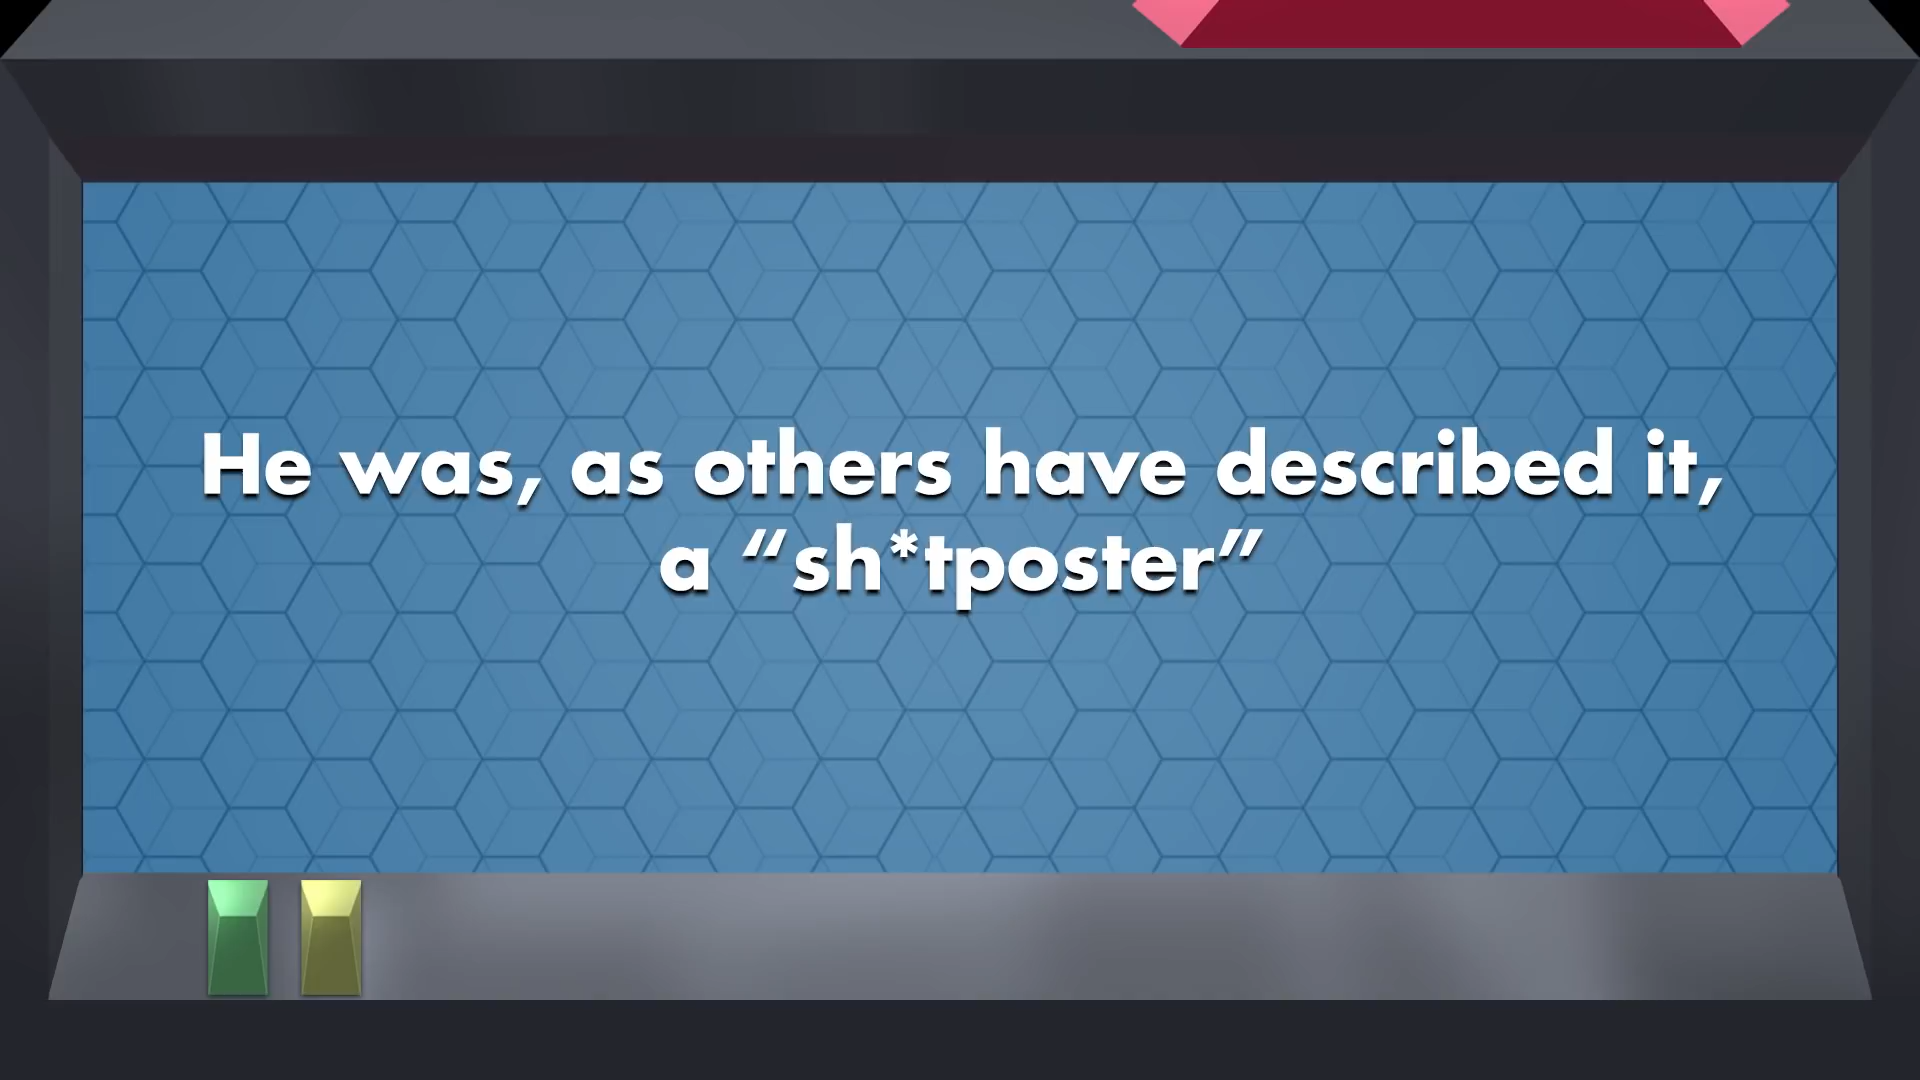 He was, as others have described it,
a “sh*tposter”